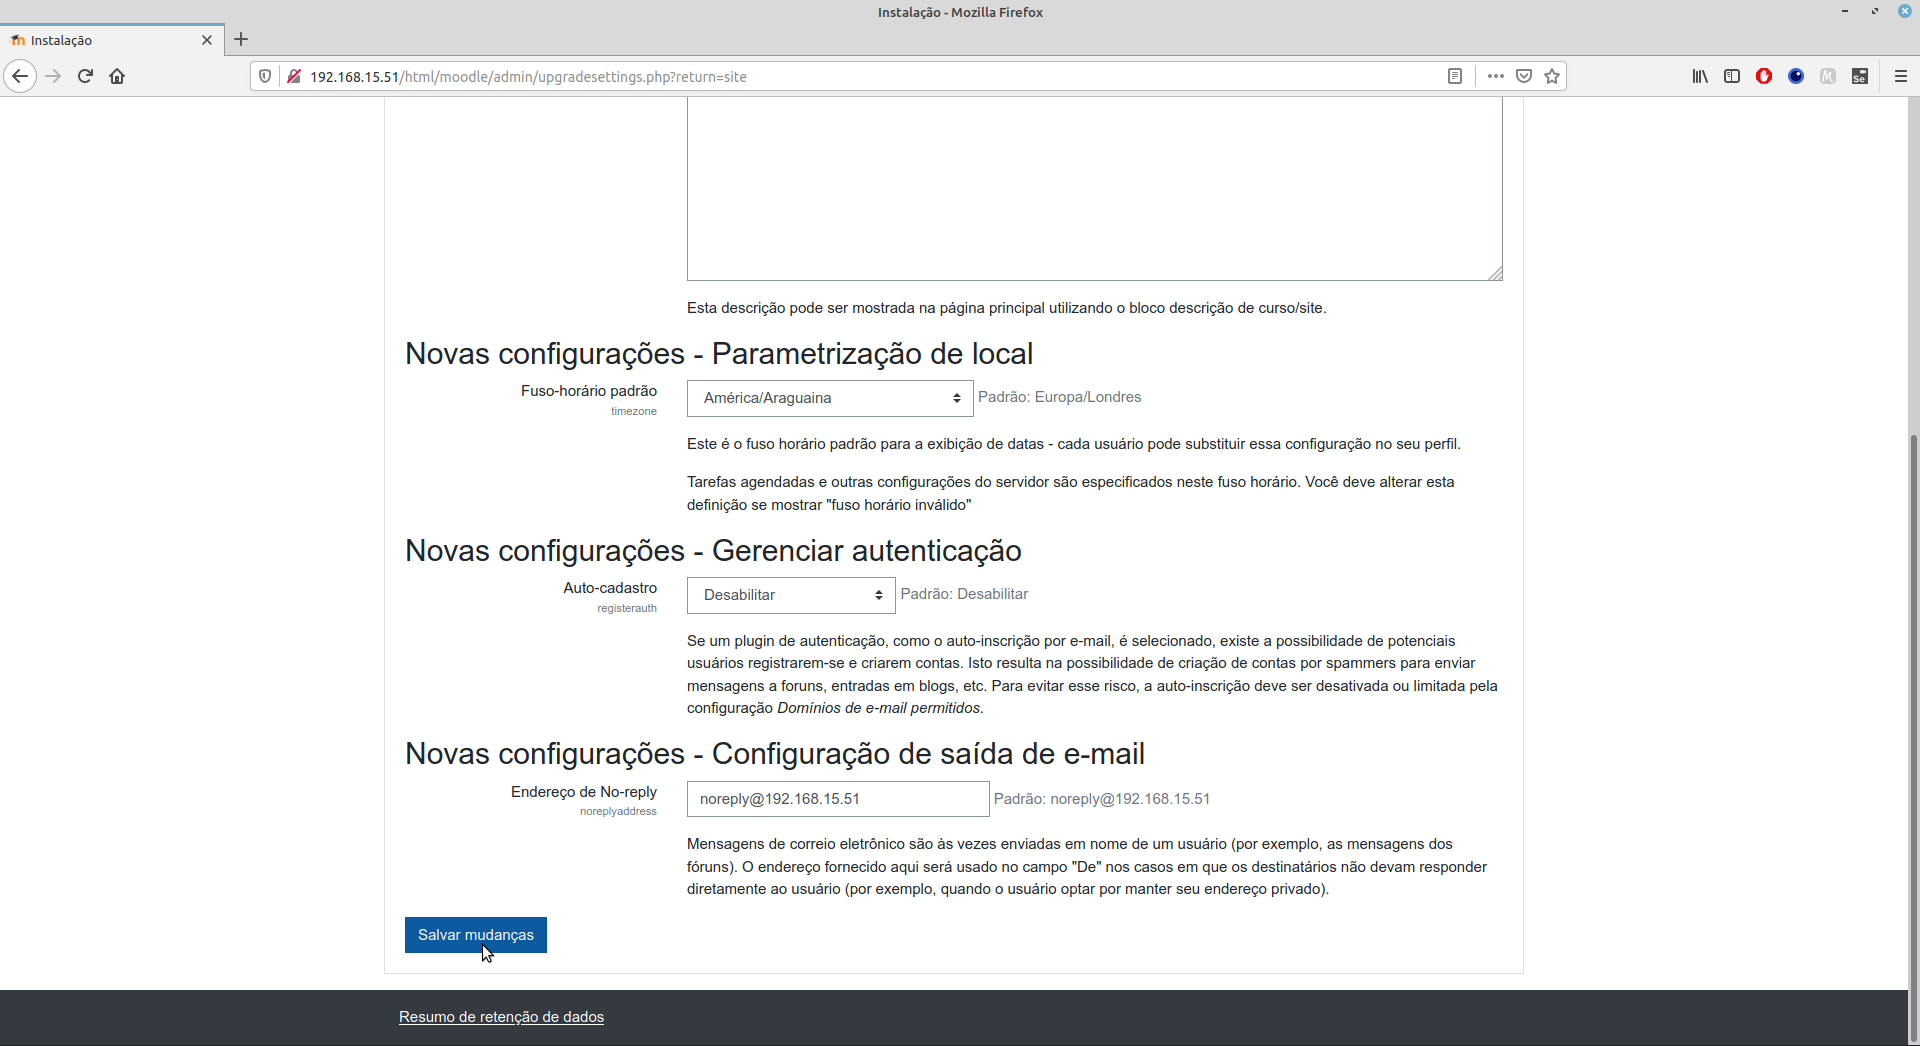 Instalação - Mozilla Firefox
Instalação
192.168.15.51/html/moodle/admin/upgradesettings.php?return=site
Esta descrição pode ser mostrada na página principal utilizando o bloco descrição de curso/site.
Novas configurações - Parametrização de local
Fuso-horário padrão
timezone
América/Araguaina
Padrão: Europa/Londres
Este é o fuso horário padrão para a exibição de datas - cada usuário pode substituir essa configuração no seu perfil.
Tarefas agendadas e outras configurações do servidor são especificados neste fuso horário. Você deve alterar esta
definição se mostrar "fuso horário inválido"
Novas configurações - Gerenciar autenticação
Auto-cadastro
registerauth
Desabilitar
Padrão: Desabilitar
Se um plugin de autenticação, como o auto-inscrição por e-mail, é selecionado, existe a possibilidade de potenciais
usuários registrarem-se e criarem contas. Isto resulta na possibilidade de criação de contas por spammers para enviar
mensagens a foruns, entradas em blogs, etc. Para evitar esse risco, a auto-inscrição deve ser desativada ou limitada pela
configuração Domínios de e-mail permitidos.
Novas configurações - Configuração de saída de e-mail
Endereço de No-reply
noreplyaddress
noreply@192.168.15.51
Padrão: noreply@192.168.15.51
Mensagens de correio eletrônico são às vezes enviadas em nome de um usuário (por exemplo, as mensagens dos
fóruns). O endereço fornecido aqui será usado no campo "De" nos casos em que os destinatários não devam responder
diretamente ao usuário (por exemplo, quando o usuário optar por manter seu endereço privado).
Salvar mudanças
Resumo de retenção de dados